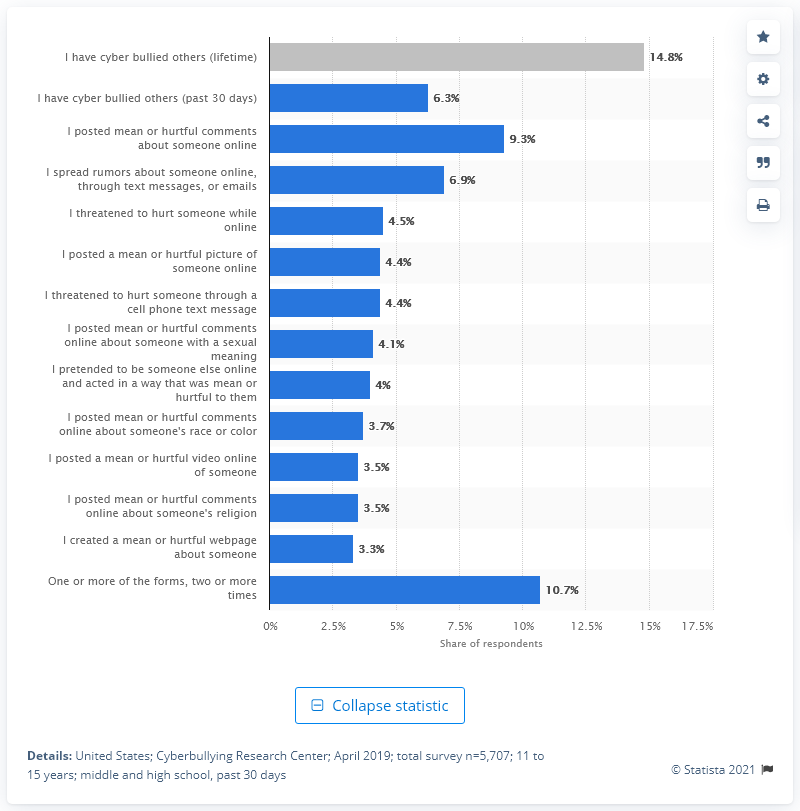 I have cyber bullied others (lifetime)
14.8%
I have cyber bullied others (past 30 days)
6.3%
I posted mean or hurtful comments
about someone online
9.3%
I spread rumors about someone online,
through text messages, or emails
6.9%
I threatened to hurt someone while
online
4.5%
I posted a mean or hurtful picture of
someone online
4.4%
I threatened to hurt someone through a
cell phone text message
4.4%
I posted mean or hurtful comments
online about someone with a sexual
meaning
4.1%
I pretended to be someone else online
and acted in a way that was mean or
hurtful to them
4%
I posted mean or hurtful comments
online about someone's race or color
3.7%
I posted a mean or hurtful video online
of someone
3.5%
I posted mean or hurtful comments
online about someone's religion
3.5%
I created a mean or hurtful webpage
about someone
3.3%
One or more of the forms, two or more
times
10.7%
0% 2.5% 5% 7.5% 10% 12.5% 15% 17.5%
Share of respondents
Collapse statistic
Details: United States; Cyberbullying Research Center; April 2019; total survey n=5,707; 11 to
15 years; middle and high school, past 30 days
© Statista 2021